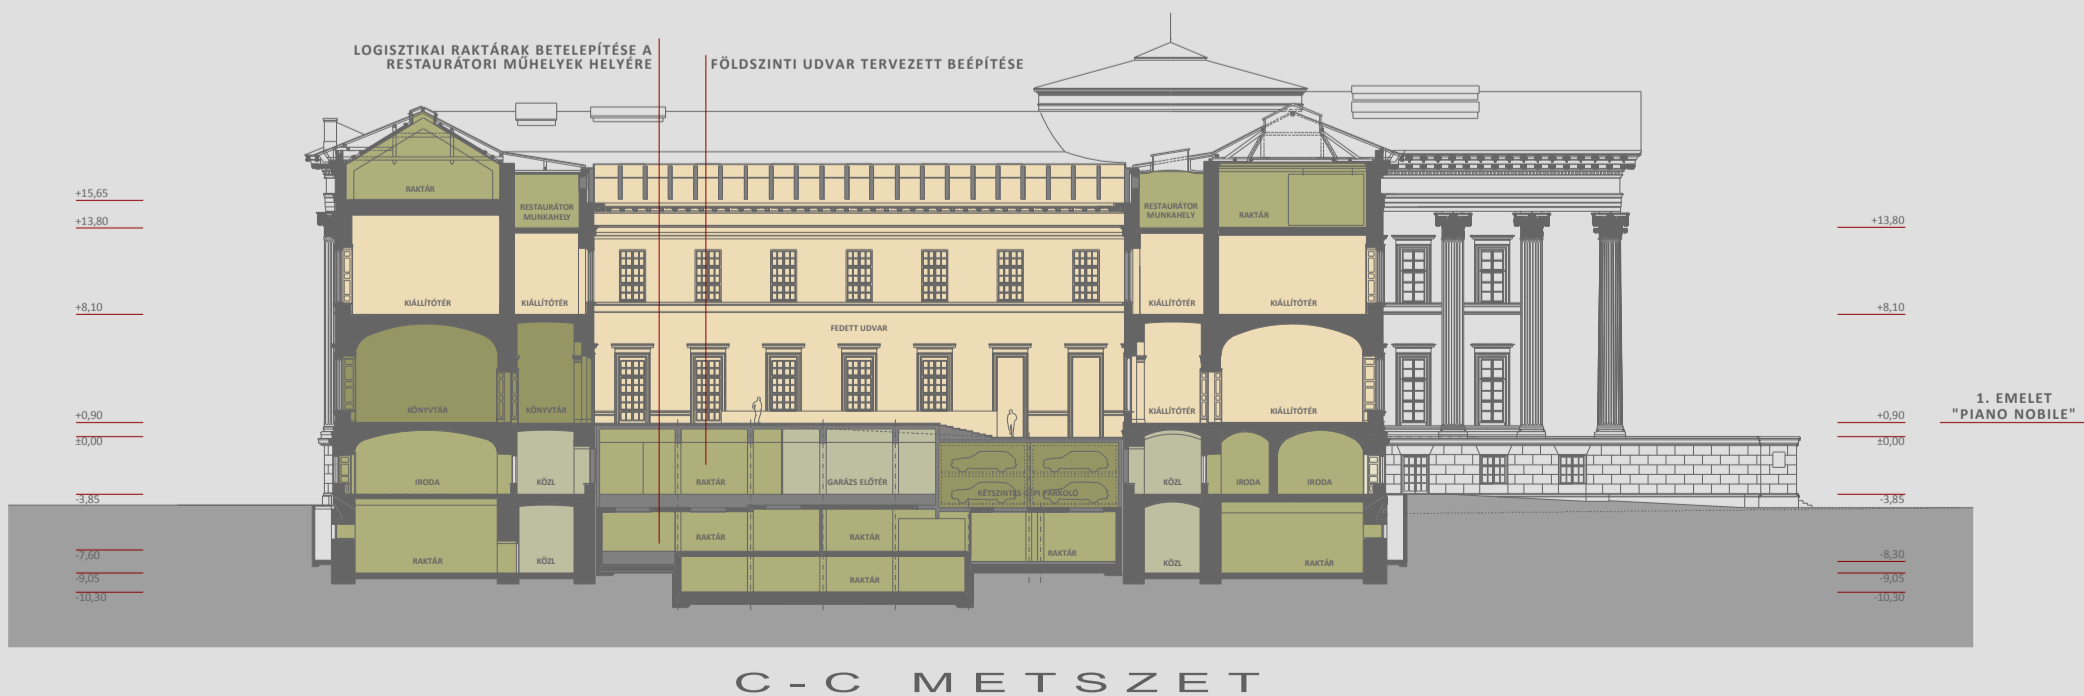 LOGISZTIKAI RAKTÁRAK BETELEPÍTÉSE A
RESTAURÁTORI MŰHELYEK HELYÉRE
FÖLDSZINTI UDVAR TERVEZETT BEÉPÍTÉSE
RAKTÁR
RESTAURÁTOR
MUNKAHELY
RESTAURÁTOR
MUNKAHELY
RAKTÁR
+15,65
+13,80
+13,80
KIÁLLÍTÓTÉR
KIÁLLÍTÓTÉR
KIÁLLÍTÓTÉR
KIÁLLÍTÓTÉR
+8,10
+8,10
FEDETT UDVAR
KÖNYVTÁR
KÖNYVTÁR
KIÁLLÍTÓTÉR
KIÁLLÍTÓTÉR
1. EMELET
"PIANO NOBILE"
+0,90
+0,90
±0,00
±0,00
IRODA
KÖZL
RAKTÁR
GARÁZS ELŐTÉR
KÉTSZINTES GÉPI PARKOLÓ
KÖZL
IRODA
IRODA
-3,85
-3,85
RAKTÁR
KÖZL
RAKTÁR
RAKTÁR
RAKTÁR
KÖZL
RAKTÁR
-7,60
-8,30
-9,05
-9,05
RAKTÁR
-10,30
-10,30
C-C METSZET